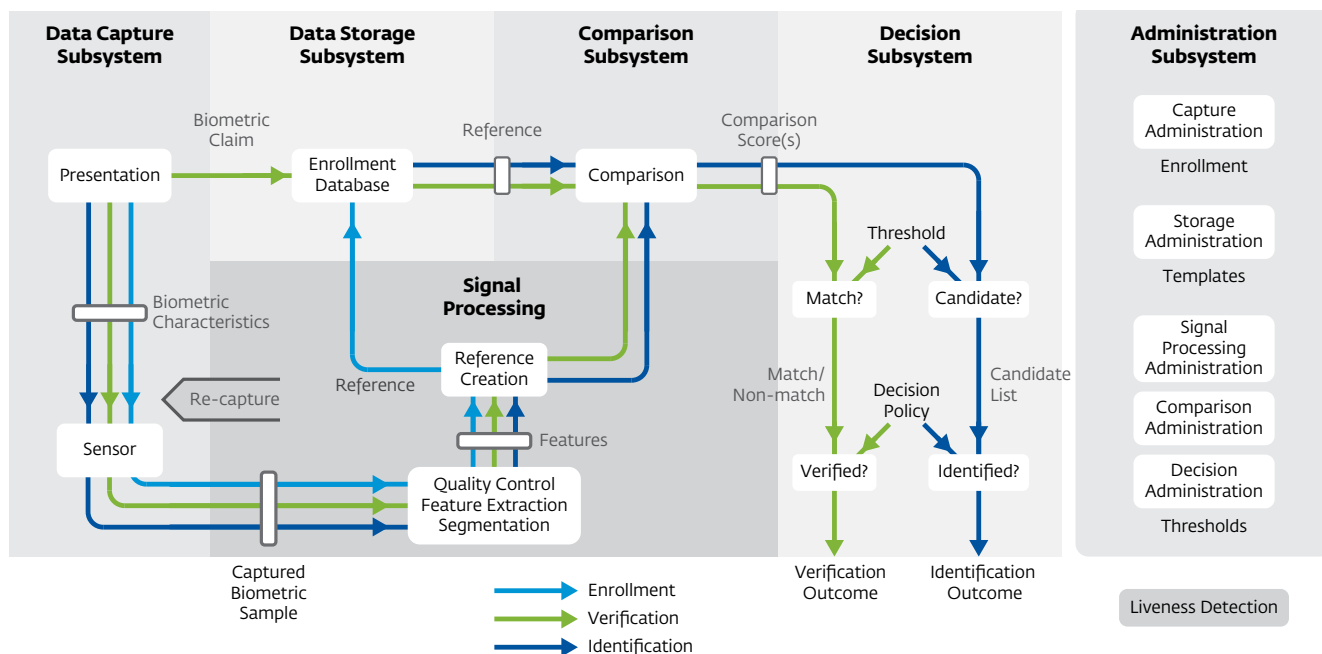 Data Capture
Subsystem
Data Storage
Subsystem
Comparison
Subsystem
Decision
Subsystem
Administration
Subsystem
Biometric
Claim
Reference
Comparison
Score(s)
Presentation
Enrollment
Database
Comparison
Threshold
Match?
Candidate?
Biometric
Characteristics
Signal
Processing
Reference
Creation
Reference
Re-capture
Match/
Non-match
Decision
Policy
Candidate
List
Sensor
Features
Quality Control
Feature Extraction
Segmentation
Verified?
Identified?
Captured
Biometric
Sample
Verification
Outcome
Identification
Outcome
Enrollment
Verification
Identification
Capture
Administration
Enrollment
Storage
Administration
Templates
Signal
Processing
Administration
Comparison
Administration
Decision
Administration
Thresholds
Liveness Detection